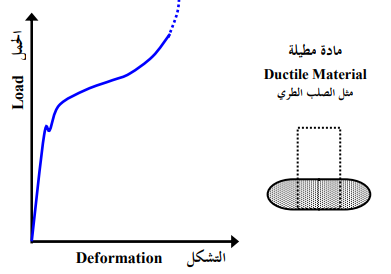 الحمل
Load
مادة مطيلة
Ductile Material
مثل الصلب الطري
Deformation التشكل